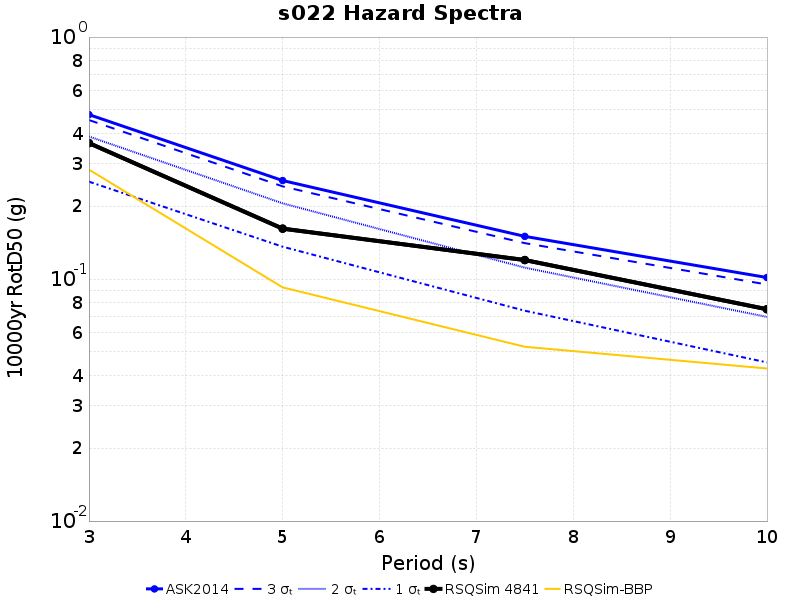 s022 Hazard Spectra
10⁰
8
6
4
3
2
10⁻¹
8
6
4
3
2
10⁻²
10000yr RotD50 (g)
3 4 5 6 7 8 9 10
Period (s)
ASK2014 3 σₜ 2 σₜ 1 σₜ RSQSim 4841 RSQSim-BBP